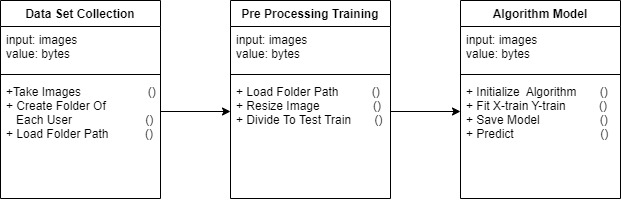 Data Set Collection
input: images
value: bytes
+Take Images ()
+ Create Folder Of
Each User ()
+ Load Folder Path ()
Pre Processing Training
input: images
value: bytes
+ Load Folder Path ()
+ Resize Image ()
+ Divide To Test Train ()
Algorithm Model
input: images
value: bytes
+ Initialize Algorithm ()
+ Fit X-train Y-train ()
+ Save Model ()
+ Predict ()